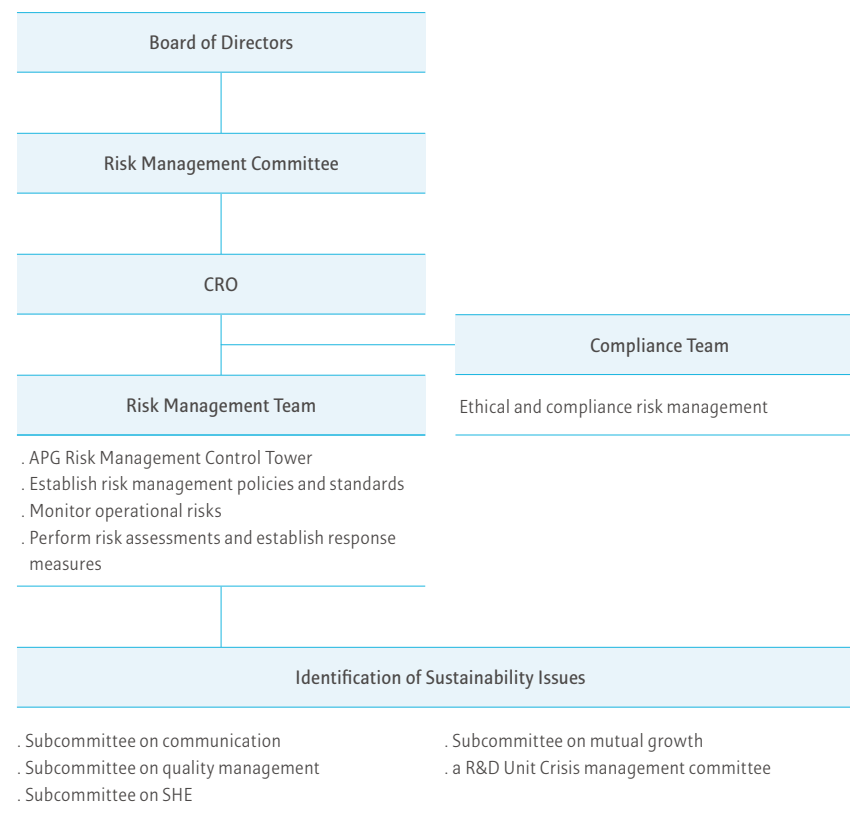 Board of Directors
Risk Management Committee
CRO
Compliance Team
Ethical and compliance risk management
Risk Management Team
. APG Risk Management Control Tower
. Establish risk management policies and standards
. Monitor operational risks
. Perform risk assessments and establish response
measures
Identification of Sustainability Issues
. Subcommittee on communication
. Subcommittee on quality management
. Subcommittee on SHE
. Subcommittee on mutual growth
. a R&D Unit Crisis management committee